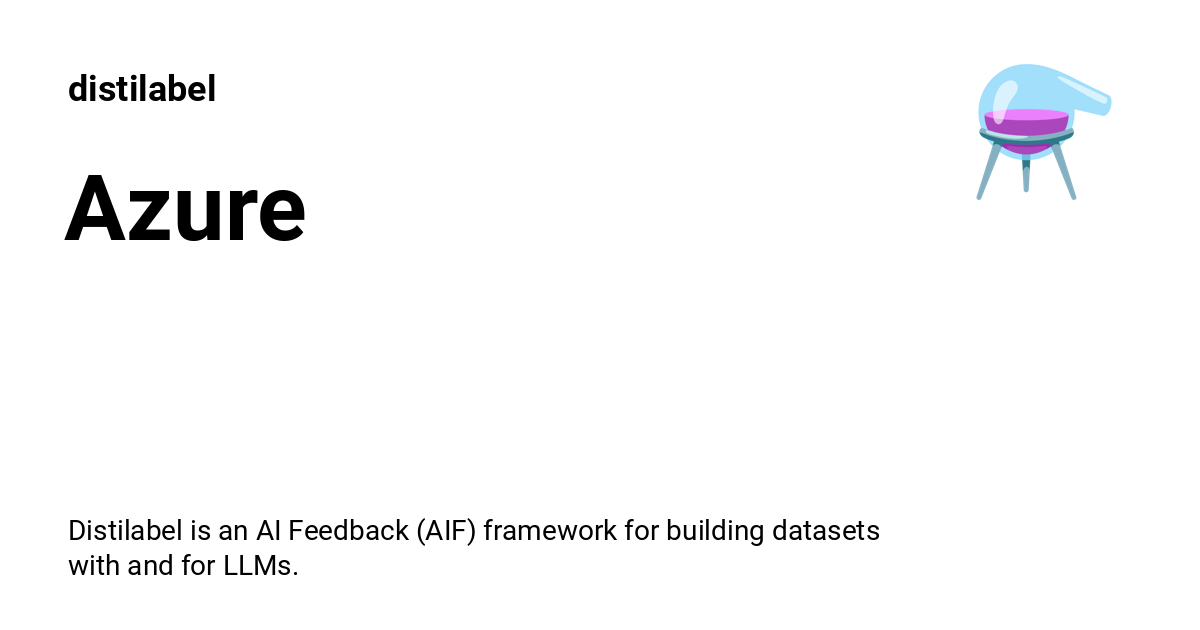 distilabel
Azure
Distilabel is an AI Feedback (AIF) framework for building datasets
with and for LLMs.